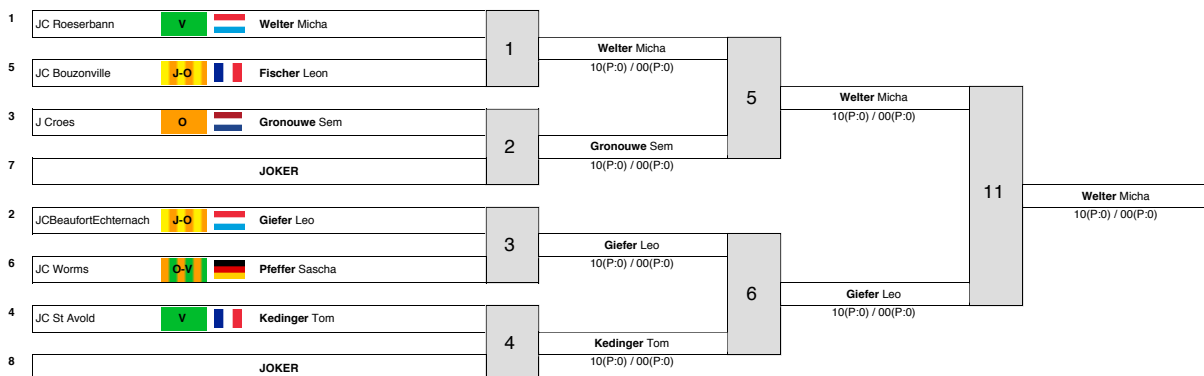 1 JC Roeserbann V Welter Micha
1
Welter Micha
10(P:0) / 00(P:0)
5 JC Bouzonville J-O Fischer Leon
5
Welter Micha
10(P:0) / 00(P:0)
3 J Croes O Gronouwe Sem
2
Gronouwe Sem
10(P:0) / 00(P:0)
7 JOKER
11
Welter Micha
10(P:0) / 00(P:0)
2 JCBeaufortEchternach J-O Giefer Leo
3
Giefer Leo
10(P:0) / 00(P:0)
6 JC Worms O-V Pfeffer Sascha
6
Giefer Leo
10(P:0) / 00(P:0)
4 JC St Avold V Kedinger Tom
4
Kedinger Tom
10(P:0) / 00(P:0)
8 JOKER